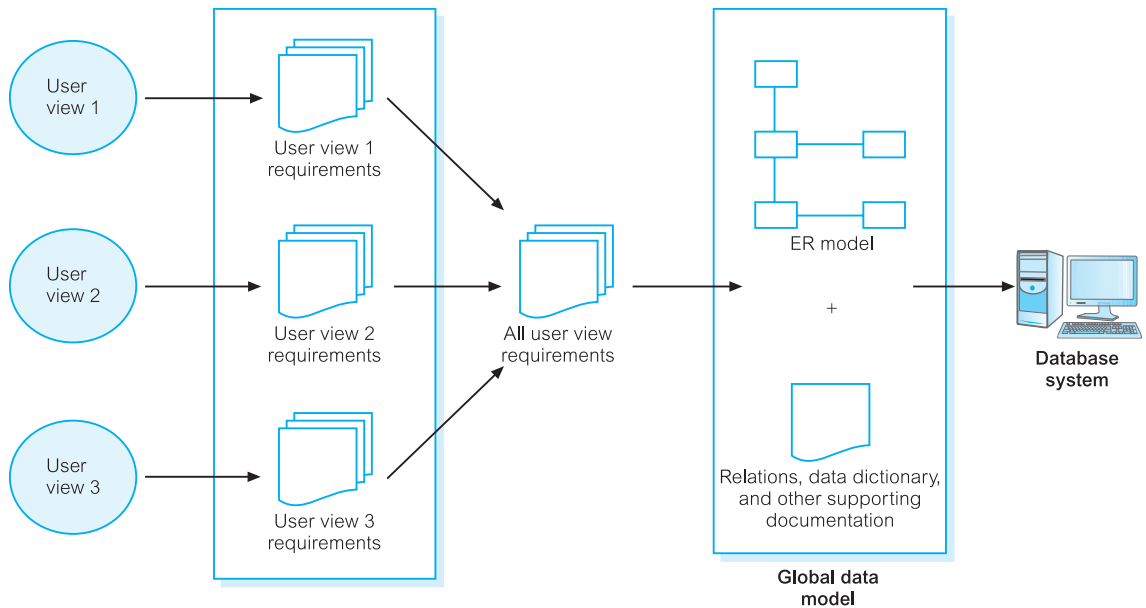 User
view 1
User view 1
requirements
User
view 2
User view 2
requirements
User
view 3
User view 3
requirements
All user view
requirements
ER model
+
Relations, data dictionary,
and other supporting
documentation
Global data
model
Database
system